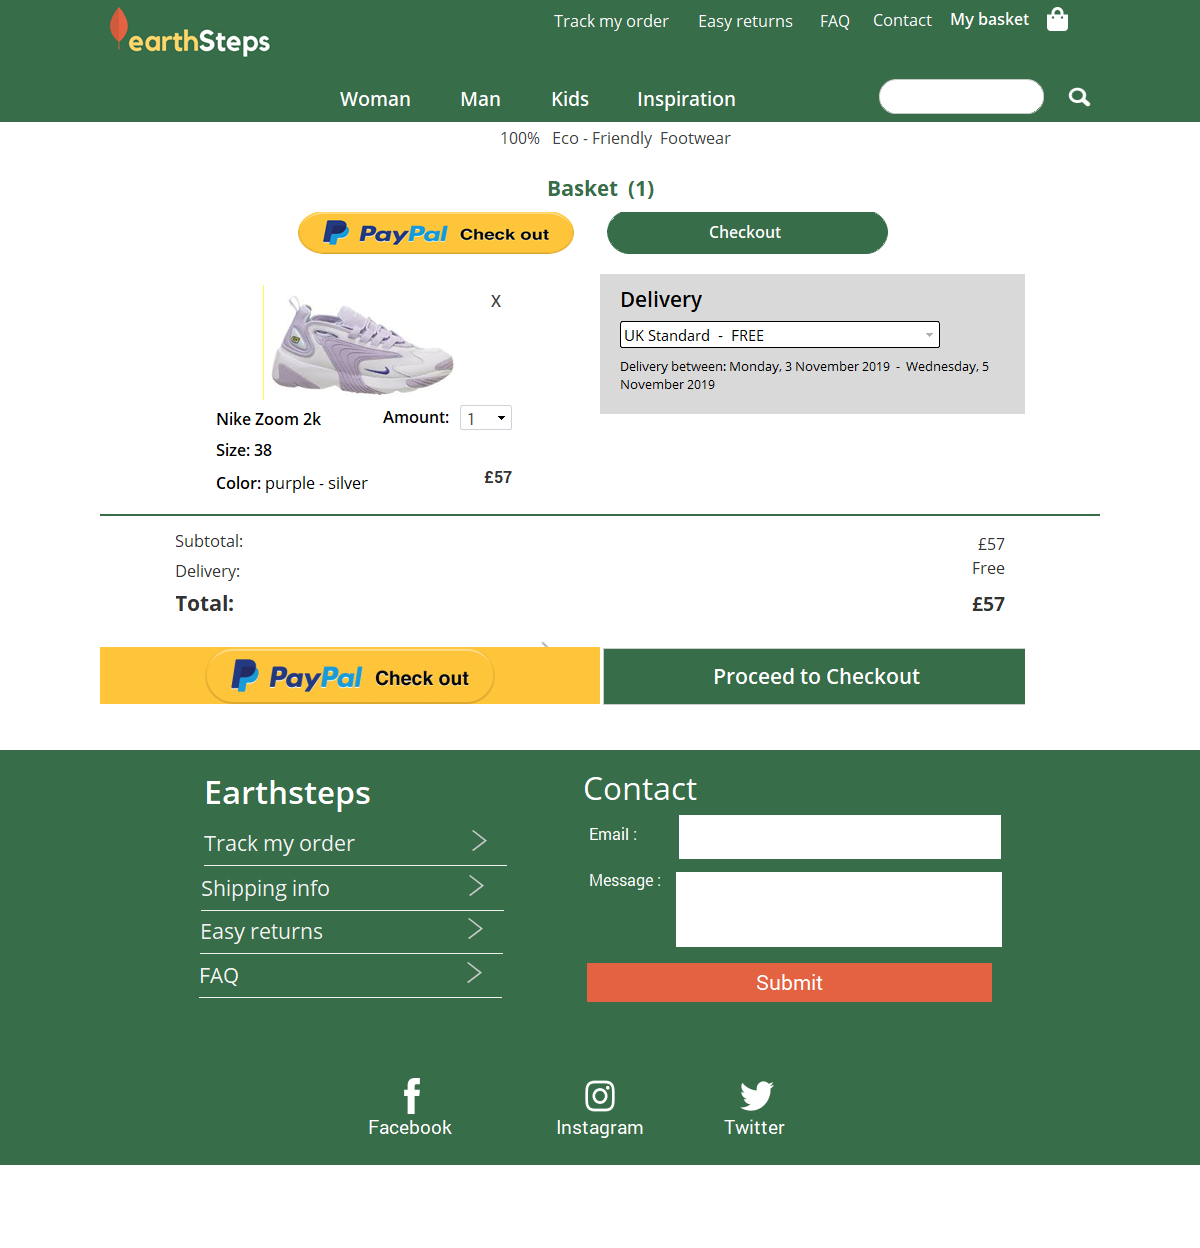 earthSteps
Track my order Easy returns FAQ Contact My basket
Woman Man Kids Inspiration
100% Eco - Friendly Footwear
Basket (1)
PayPal Check out
Checkout
X
Delivery
UK Standard - FREE
Delivery between: Monday, 3 November 2019 - Wednesday, 5
November 2019
Nike Zoom 2k
Amount: 1
Size: 38
Color: purple - silver
£57
Subtotal: £57
Delivery: Free
Total: £57
PayPal Check out
Proceed to Checkout
Earthsteps
Track my order
Shipping info
Easy returns
FAQ
Contact
Email :
Message :
Submit
Facebook
Instagram
Twitter